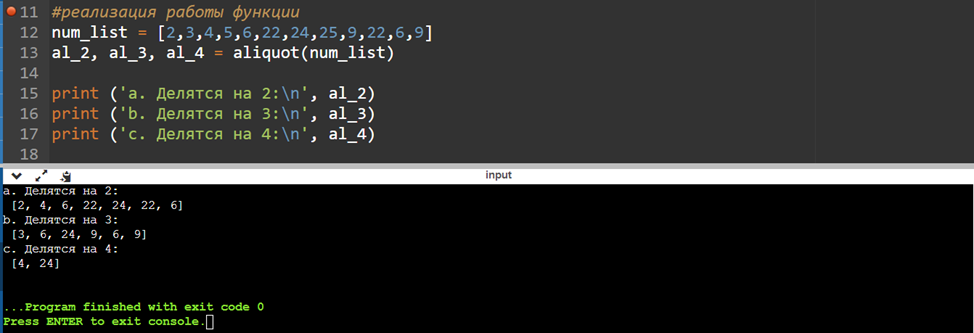 11 #реализация работы функции
12 num_list = [2,3,4,5,6,22,24,25,9,22,6,9]
13 al_2, al_3, al_4 = aliquot(num_list)
14
15 print ('a. Делятся на 2:\n', al_2)
16 print ('b. Делятся на 3:\n', al_3)
17 print ('c. Делятся на 4:\n', al_4)
18
input
a. Делятся на 2:
[2, 4, 6, 22, 24, 22, 6]
b. Делятся на 3:
[3, 6, 24, 9, 6, 9]
c. Делятся на 4:
[4, 24]
...Program finished with exit code 0
Press ENTER to exit console.